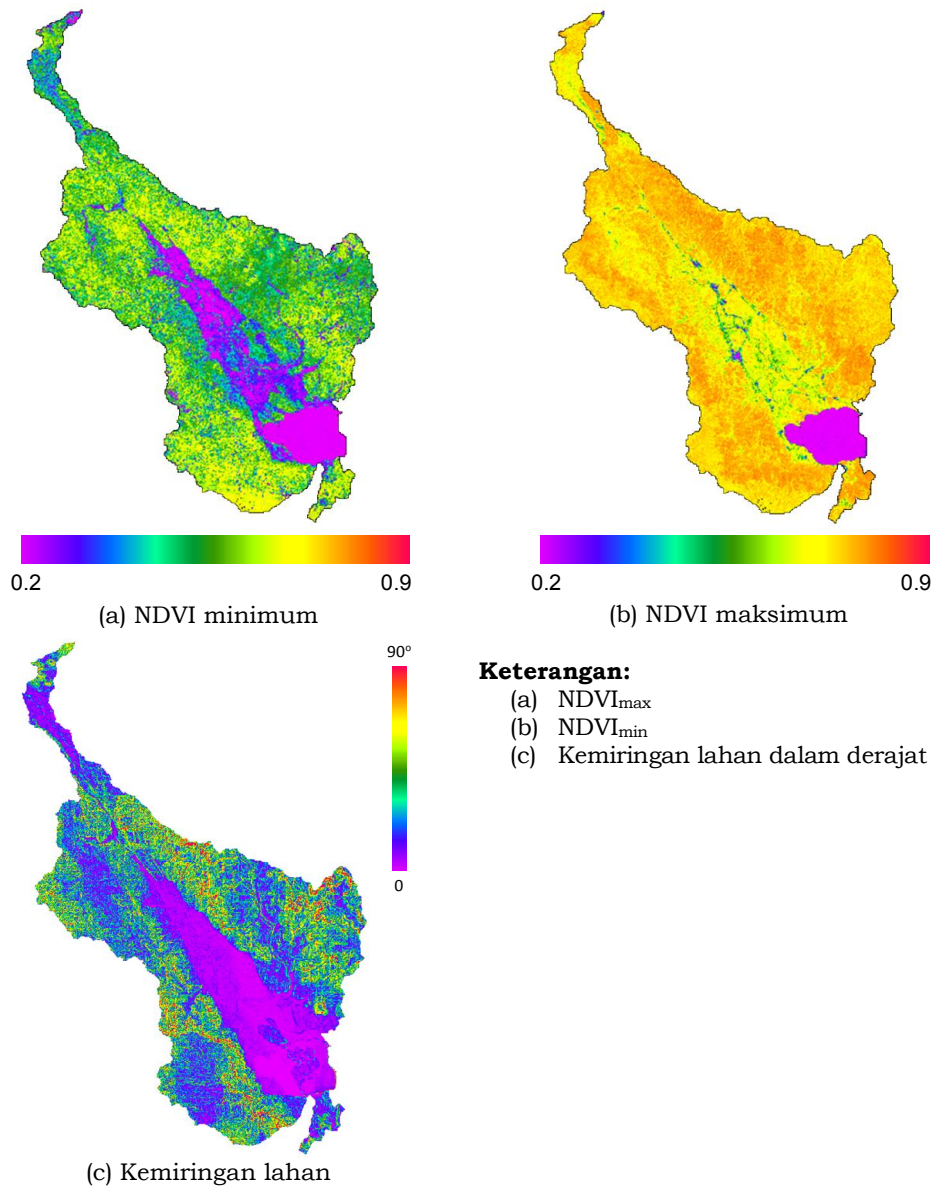 0.2 0.9
(a) NDVI minimum
0.2 0.9
(b) NDVI maksimum
90°
0
(c) Kemiringan lahan
Keterangan:
(a) NDVImax
(b) NDVImin
(c) Kemiringan lahan dalam derajat